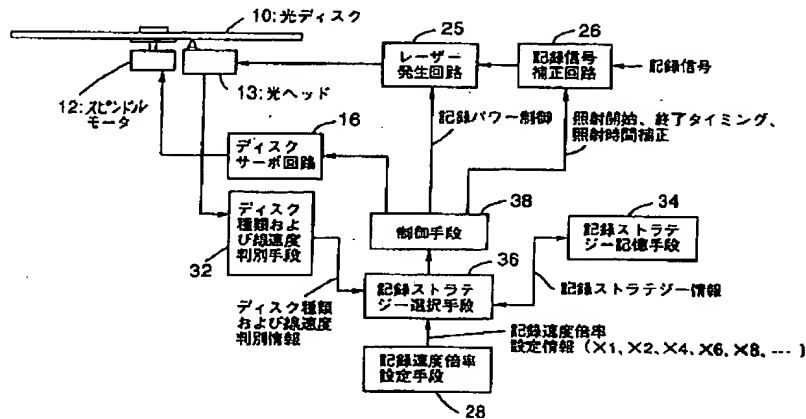 10:光ディスク
25
26
レーザー
発生回路
記録信号
補正回路
記録信号
12:スピンドル
モータ
13:光ヘッド
記録パワー制御
照射開始、終了タイミング、
照射時間補正
16
ディスク
サーボ回路
38
34
ディスク
種類およ
び線速度
判別手段
制御手段
記録ストラテ
ジー記憶手段
32
36
記録ストラテ
ジー選択手段
記録ストラテジー情報
ディスク種類
および線速度
判別情報
記録速度倍率
設定情報(×1、×2、×4、×6、×8、---)
記録速度倍率
設定手段
28